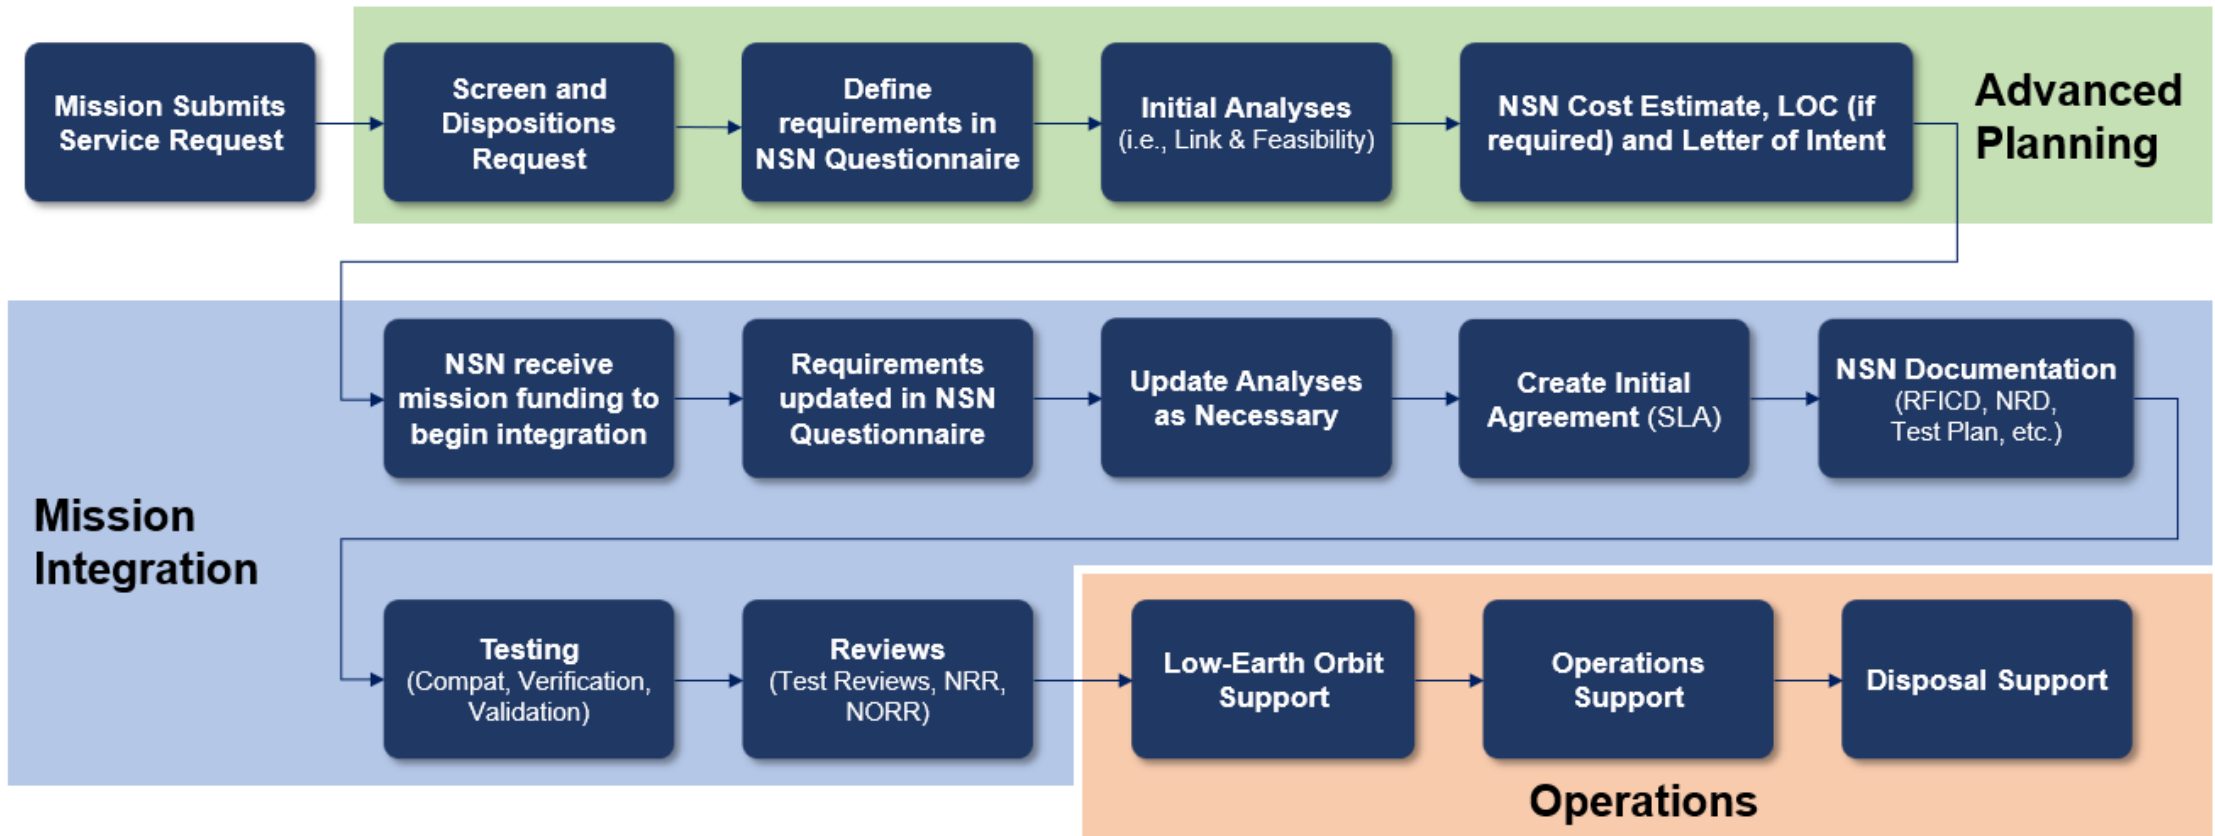 Mission Submits
Service Request
Screen and
Dispositions
Request
Define
requirements in
NSN Questionnaire
Initial Analyses
(i.e., Link & Feasibility)
NSN Cost Estimate, LOC (if
required) and Letter of Intent
Advanced
Planning
NSN receive
mission funding to
begin integration
Requirements
updated in NSN
Questionnaire
Update Analyses
as Necessary
Create Initial
Agreement (SLA)
NSN Documentation
(RFICD, NRD,
Test Plan, etc.)
Mission
Integration
Testing
(Compat, Verification,
Validation)
Reviews
(Test Reviews, NRR,
NORR)
Low-Earth Orbit
Support
Operations
Support
Disposal Support
Operations